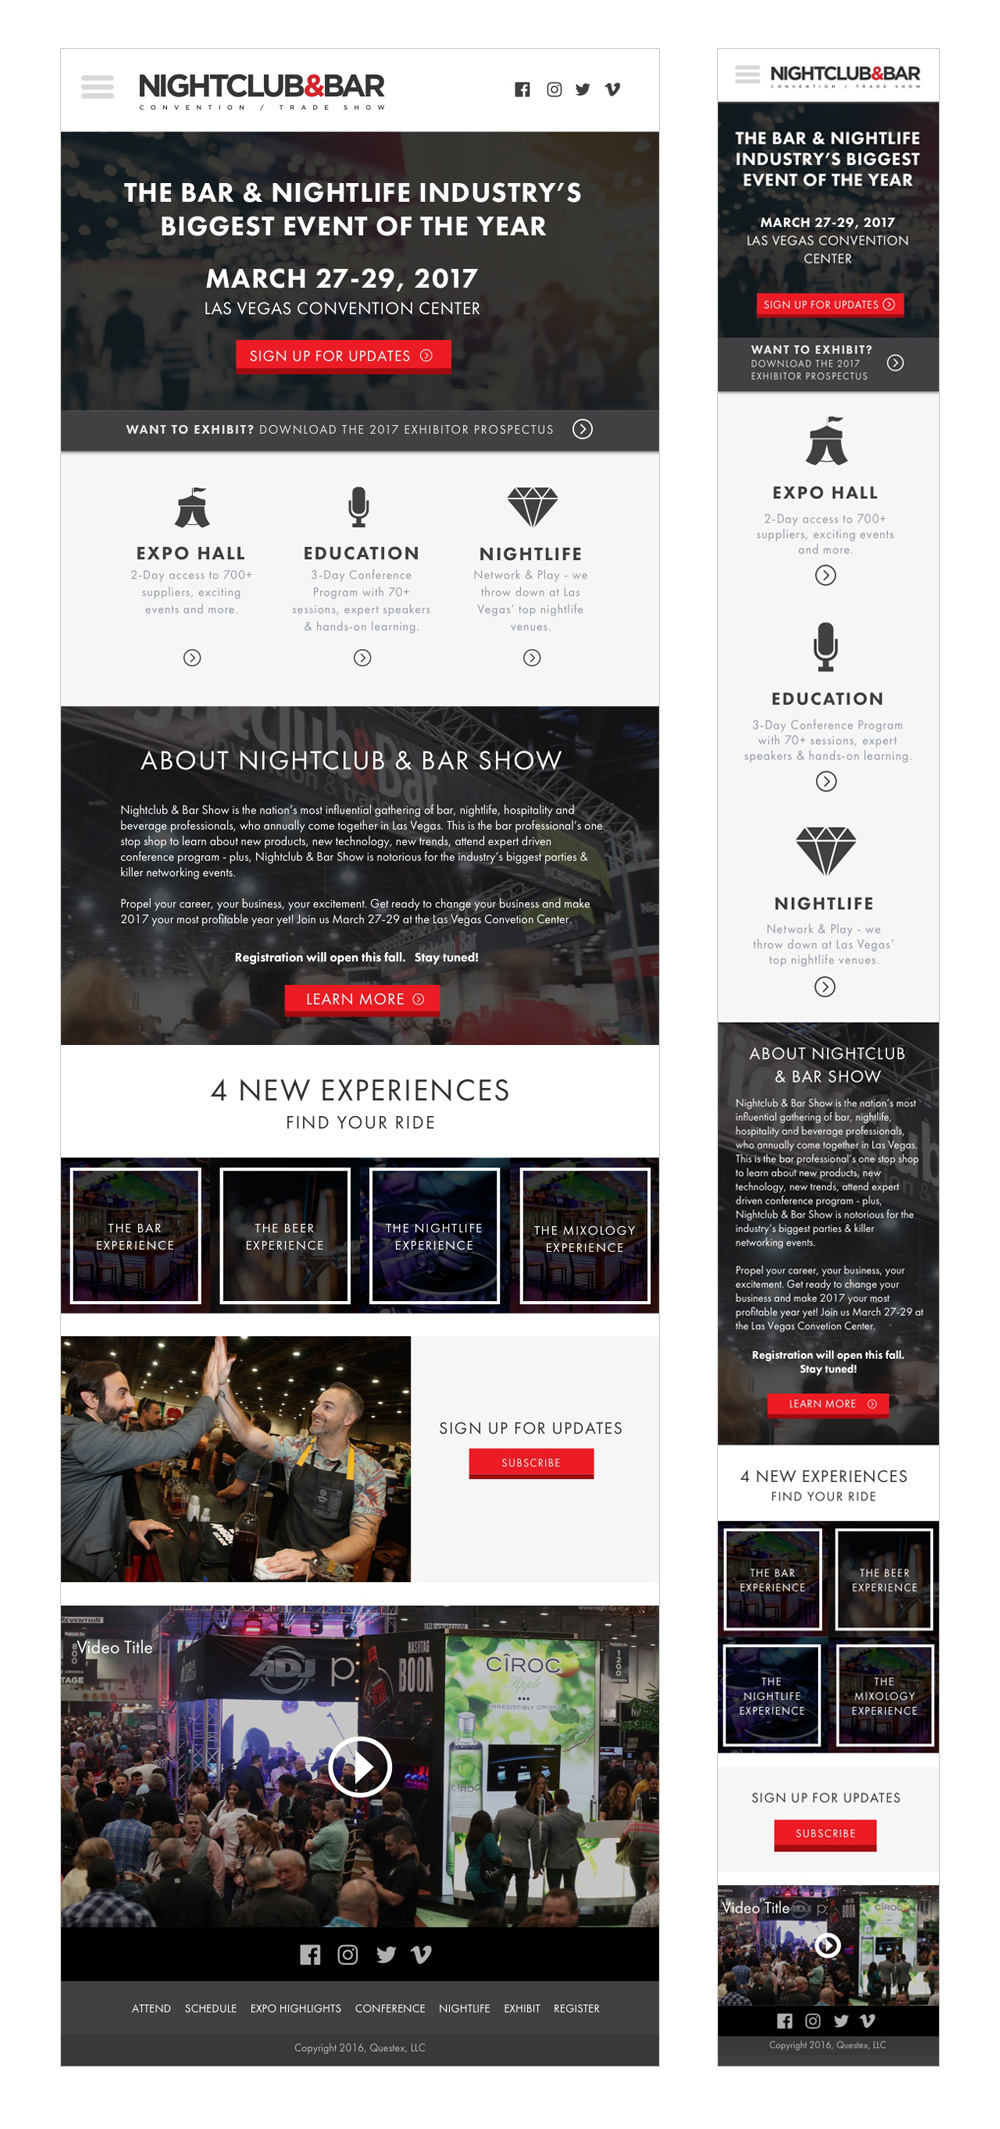 NIGHTCLUB&BAR
CONVENTION / TRADE SHOW
THE BAR & NIGHTLIFE INDUSTRY'S
BIGGEST EVENT OF THE YEAR
MARCH 27-29, 2017
LAS VEGAS CONVENTION CENTER
SIGN UP FOR UPDATES
WANT TO EXHIBIT? DOWNLOAD THE 2017 EXHIBITOR PROSPECTUS
EXPO HALL
2-Day access to 700+
suppliers, exciting
events and more.
EDUCATION
3-Day Conference
Program with 70+
sessions, expert speakers
& hands-on learning.
NIGHTLIFE
Network & Play - we
throw down at Las
Vegas' top nightlife
venues.
ABOUT NIGHTCLUB & BAR SHOW
Nightclub & Bar Show is the nation's most influential gathering of bar, nightlife, hospitality and
beverage professionals, who annually come together in Las Vegas. This is the bar professional's one
stop shop to learn about new products, new technology, new trends, attend expert driven
conference program - plus, Nightclub & Bar Show is notorious for the industry's biggest parties &
killer networking events.
Propel your career, your business, your excitement. Get ready to change your business and make
2017 your most profitable year yet! Join us March 27-29 at the Las Vegas Convetion Center.
Registration will open this fall. Stay tuned!
LEARN MORE
4 NEW EXPERIENCES
FIND YOUR RIDE
THE BAR
EXPERIENCE
THE BEER
EXPERIENCE
THE NIGHTLIFE
EXPERIENCE
THE MIXOLOGY
EXPERIENCE
SIGN UP FOR UPDATES
SUBSCRIBE
Video Title
ADJ
HASHTAG
BOOM
CÎROC
Apple
IRRESISTIBLY CRISP
CÎROC
1200
ATTEND SCHEDULE EXPO HIGHLIGHTS CONFERENCE NIGHTLIFE EXHIBIT REGISTER
Copyright 2016, Questex, LLC
NIGHTCLUB&BAR
CONVENTION / TRADE SHOW
THE BAR & NIGHTLIFE
INDUSTRY'S BIGGEST
EVENT OF THE YEAR
MARCH 27-29, 2017
LAS VEGAS CONVENTION
CENTER
SIGN UP FOR UPDATES
WANT TO EXHIBIT?
DOWNLOAD THE 2017
EXHIBITOR PROSPECTUS
EXPO HALL
2-Day access to 700+
suppliers, exciting events
and more.
EDUCATION
3-Day Conference Program
with 70+ sessions, expert
speakers & hands-on learning.
NIGHTLIFE
Network & Play - we
throw down at Las Vegas'
top nightlife venues.
ABOUT NIGHTCLUB
& BAR SHOW
Nightclub & Bar Show is the nation's most
influential gathering of bar, nightlife,
hospitality and beverage professionals,
who annually come together in Las Vegas.
This is the bar professional's one stop shop
to learn about new products, new
technology, new trends, attend expert
driven conference program - plus,
Nightclub & Bar Show is notorious for the
industry's biggest parties & killer
networking events.
Propel your career, your business, your
excitement. Get ready to change your
business and make 2017 your most
profitable year yet! Join us March 27-29 at
the Las Vegas Convetion Center.
Registration will open this fall.
Stay tuned!
LEARN MORE
4 NEW EXPERIENCES
FIND YOUR RIDE
THE BAR
EXPERIENCE
THE BEER
EXPERIENCE
THE
NIGHTLIFE
EXPERIENCE
THE
MIXOLOGY
EXPERIENCE
SIGN UP FOR UPDATES
SUBSCRIBE
Video Title
CÎROC
Copyright 2016, Questex, LLC